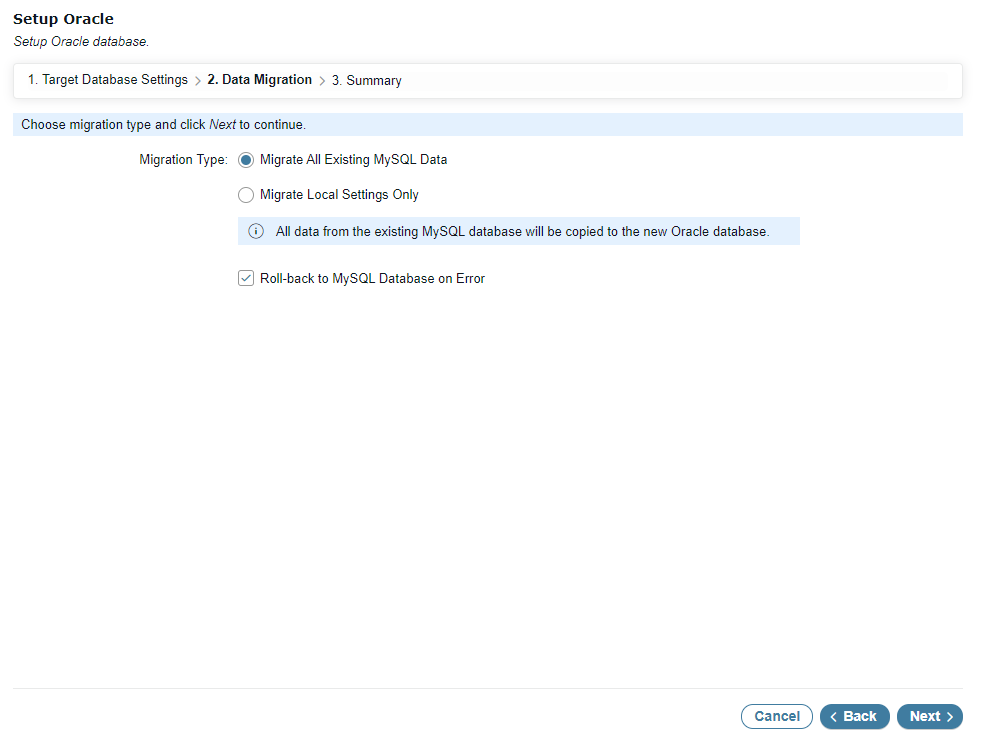 Setup Oracle
Setup Oracle database.
1. Target Database Settings > 2. Data Migration > 3. Summary
Choose migration type and click Next to continue.
Migration Type: Migrate All Existing MySQL Data
Migrate Local Settings Only
All data from the existing MySQL database will be copied to the new Oracle database.
Roll-back to MySQL Database on Error
Cancel < Back Next >